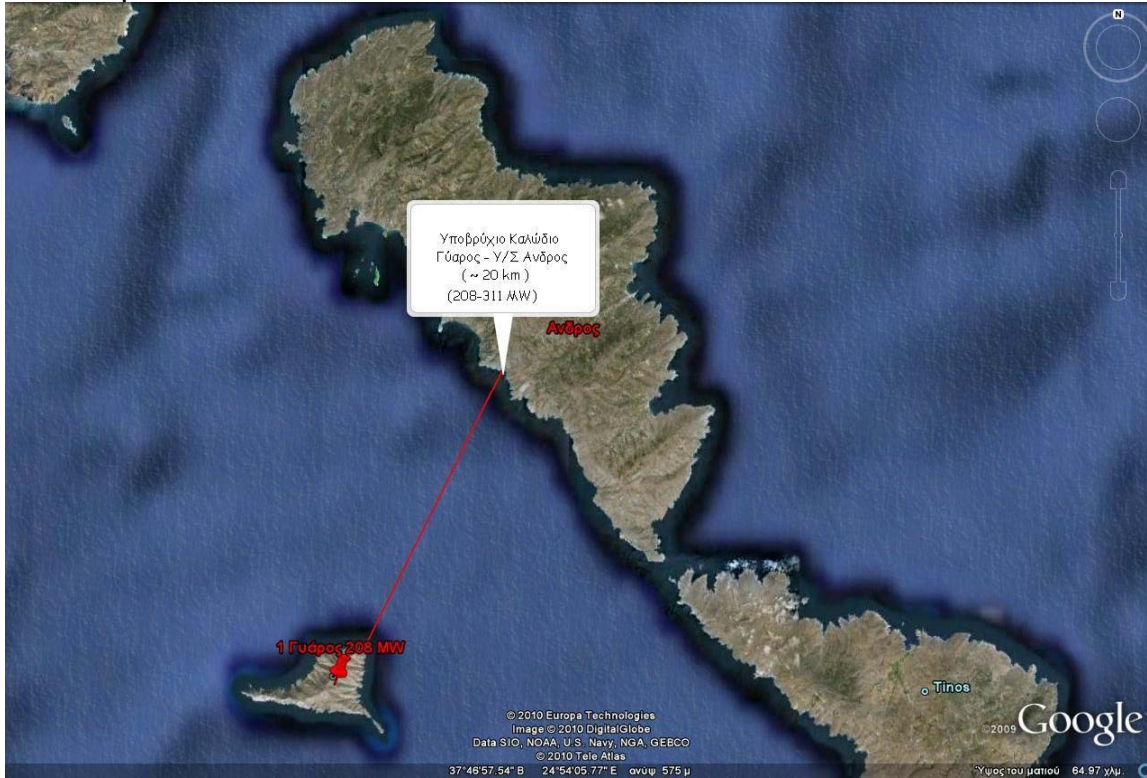 N
Υποβρύχιο Καλώδιο
Γύαρος - Υ/Σ Ανδρος
( ~ 20 km )
(208-311 MW)
Ανδρος
1 Γυάρος 208 MW
Tinos
© 2010 Europa Technologies
Image © 2010 DigitalGlobe
Data SIO, NOAA, U.S. Navy, NGA, GEBCO
© 2010 Tele Atlas
©2009 Google
37°46'57.54" B 24°54'05.77" E ανύψ 575 μ
Ύψος του ματιού 64.97 χλμ.